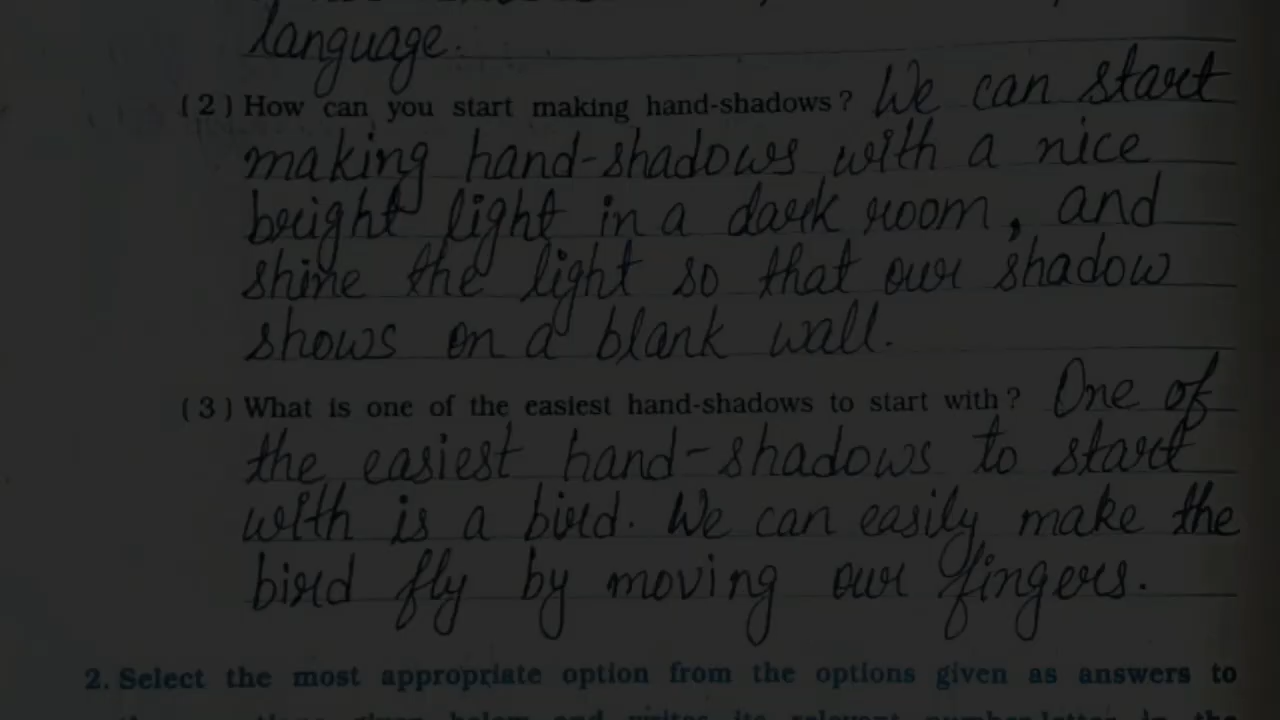 language.
( 2 ) How can you start making hand-shadows ? We can start
making hand-shadows with a nice
bright light in a dark room, and
shine the light so that our shadow
shows on a blank wall.
( 3 ) What is one of the easiest hand-shadows to start with ? One of
the easiest hand-shadows to start
with is a bird. We can easily make the
bird fly by moving our fingers.
2. Select the most appropriate option from the options given as answers to